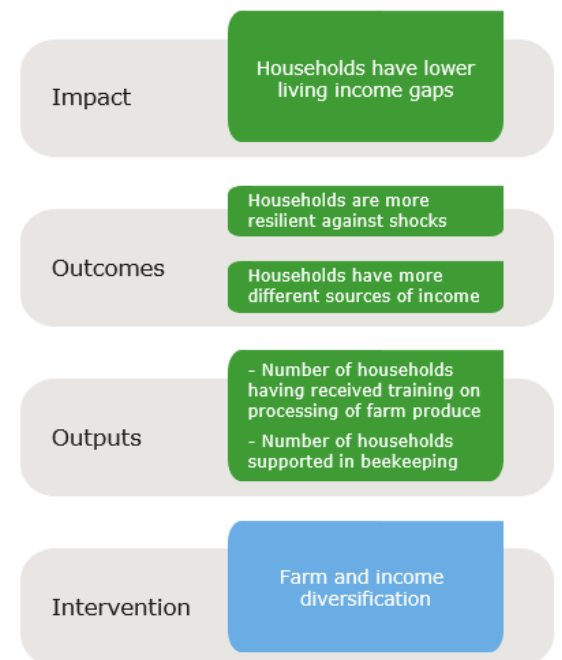 Impact
Households have lower
living income gaps
Outcomes
Households are more
resilient against shocks
Households have more
different sources of income
Outputs
- Number of households
having received training on
processing of farm produce
- Number of households
supported in beekeeping
Intervention
Farm and income
diversification